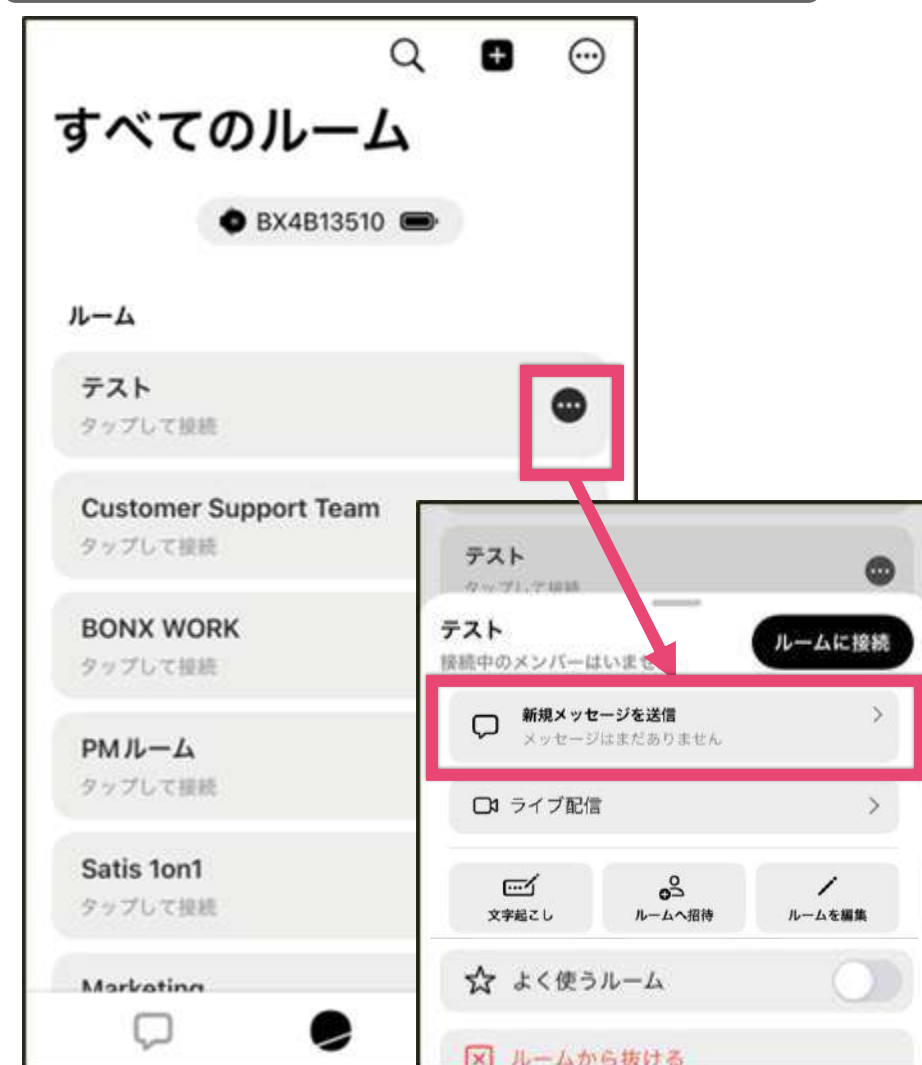 すべてのルーム
BX4B13510
ルーム
テスト
タップして接続
Customer Support Team
タップして接続
BONX WORK
タップして接続
PMルーム
タップして接続
Satis 1on1
タップして接続
Marketing
テスト
タップして接続
テスト
接続中のメンバーはいませ
ルームに接続
新規メッセージを送信
メッセージはまだありません
ライブ配信
文字起こし
ルームへ招待
ルームを編集
よく使うルーム
ルームから抜ける